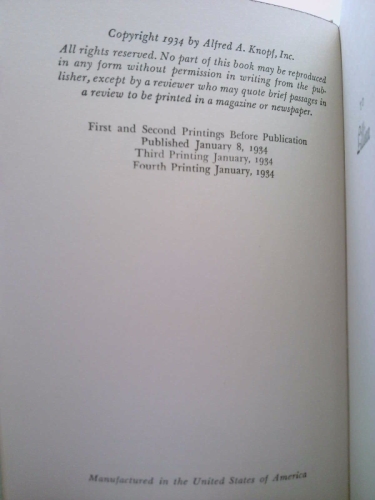 Copyright 1934 by Alfred A. Knopf, Inc.
All rights reserved. No part of this book may be reproduced
in any form without permission in writing from the pub-
lisher, except by a reviewer who may quote brief passages in
a review to be printed in a magazine or newspaper.
First and Second Printings Before Publication
Published January 8, 1934
Third Printing January, 1934
Fourth Printing January, 1934
Manufactured in the United States of America